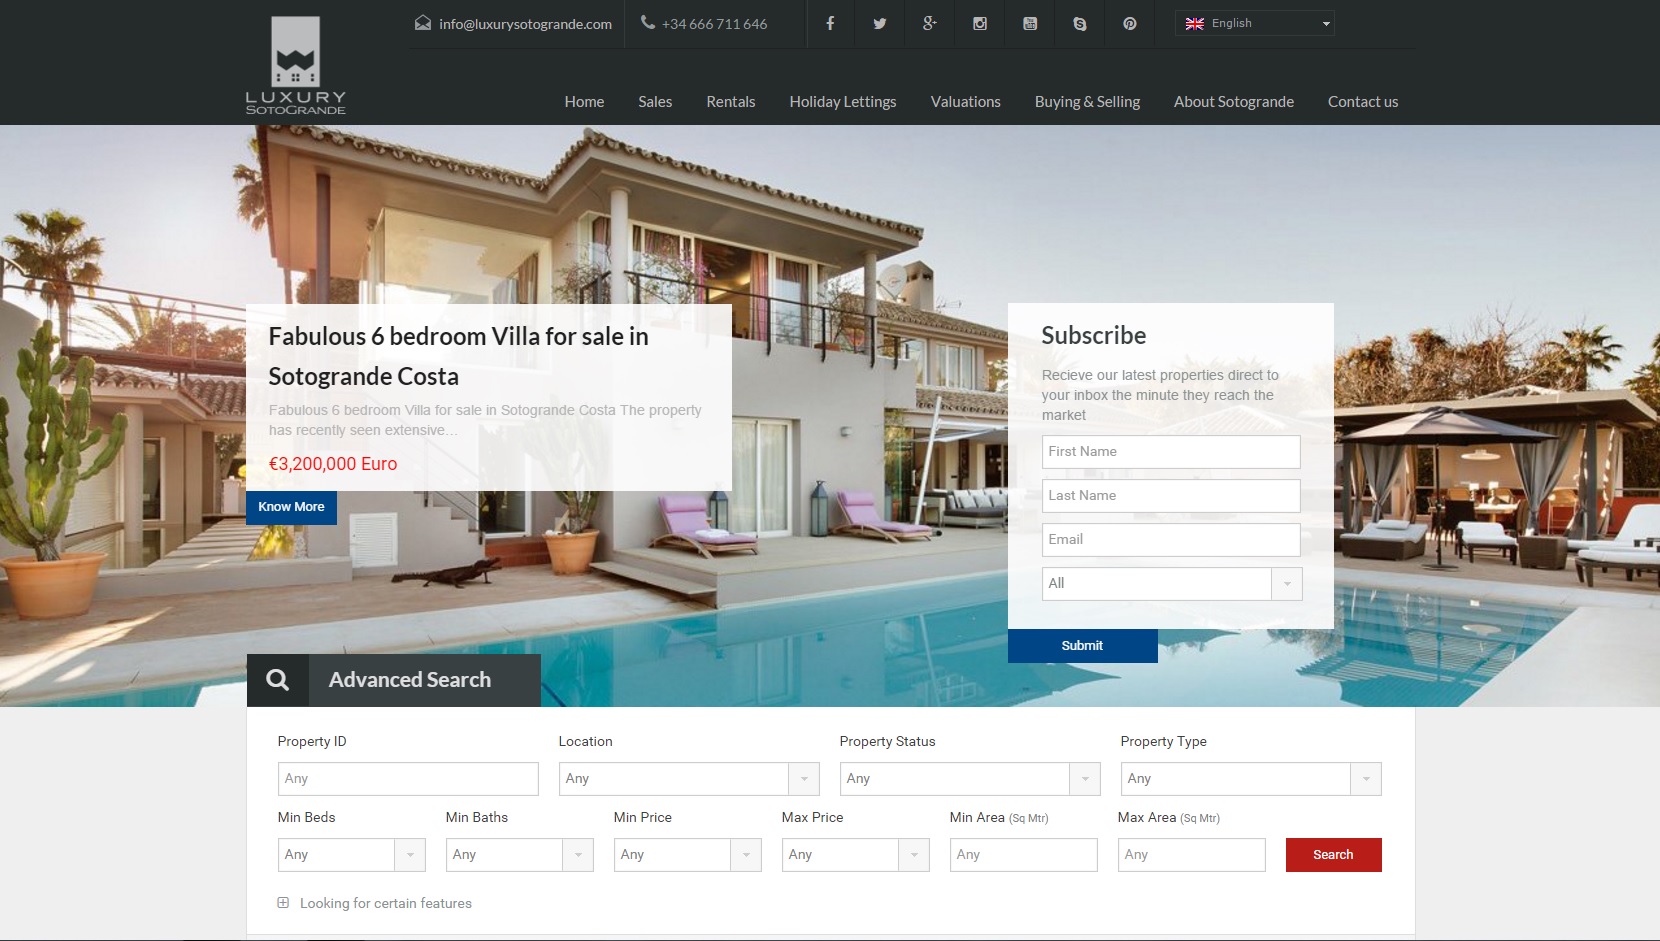 info@luxurysotogrande.com
+34 666 711 646
English
LUXURY
SOTOGRANDE
Home
Sales
Rentals
Holiday Lettings
Valuations
Buying & Selling
About Sotogrande
Contact us
Fabulous 6 bedroom Villa for sale in
Sotogrande Costa
Fabulous 6 bedroom Villa for sale in Sotogrande Costa The property
has recently seen extensive...
€3,200,000 Euro
Know More
Subscribe
Recieve our latest properties direct to
your inbox the minute they reach the
market
First Name
Last Name
Email
All
Submit
Advanced Search
Property ID
Location
Property Status
Property Type
Any
Any
Any
Any
Min Beds
Min Baths
Min Price
Max Price
Min Area (Sq Mtr)
Max Area (Sq Mtr)
Any
Any
Any
Any
Any
Any
Search
Looking for certain features